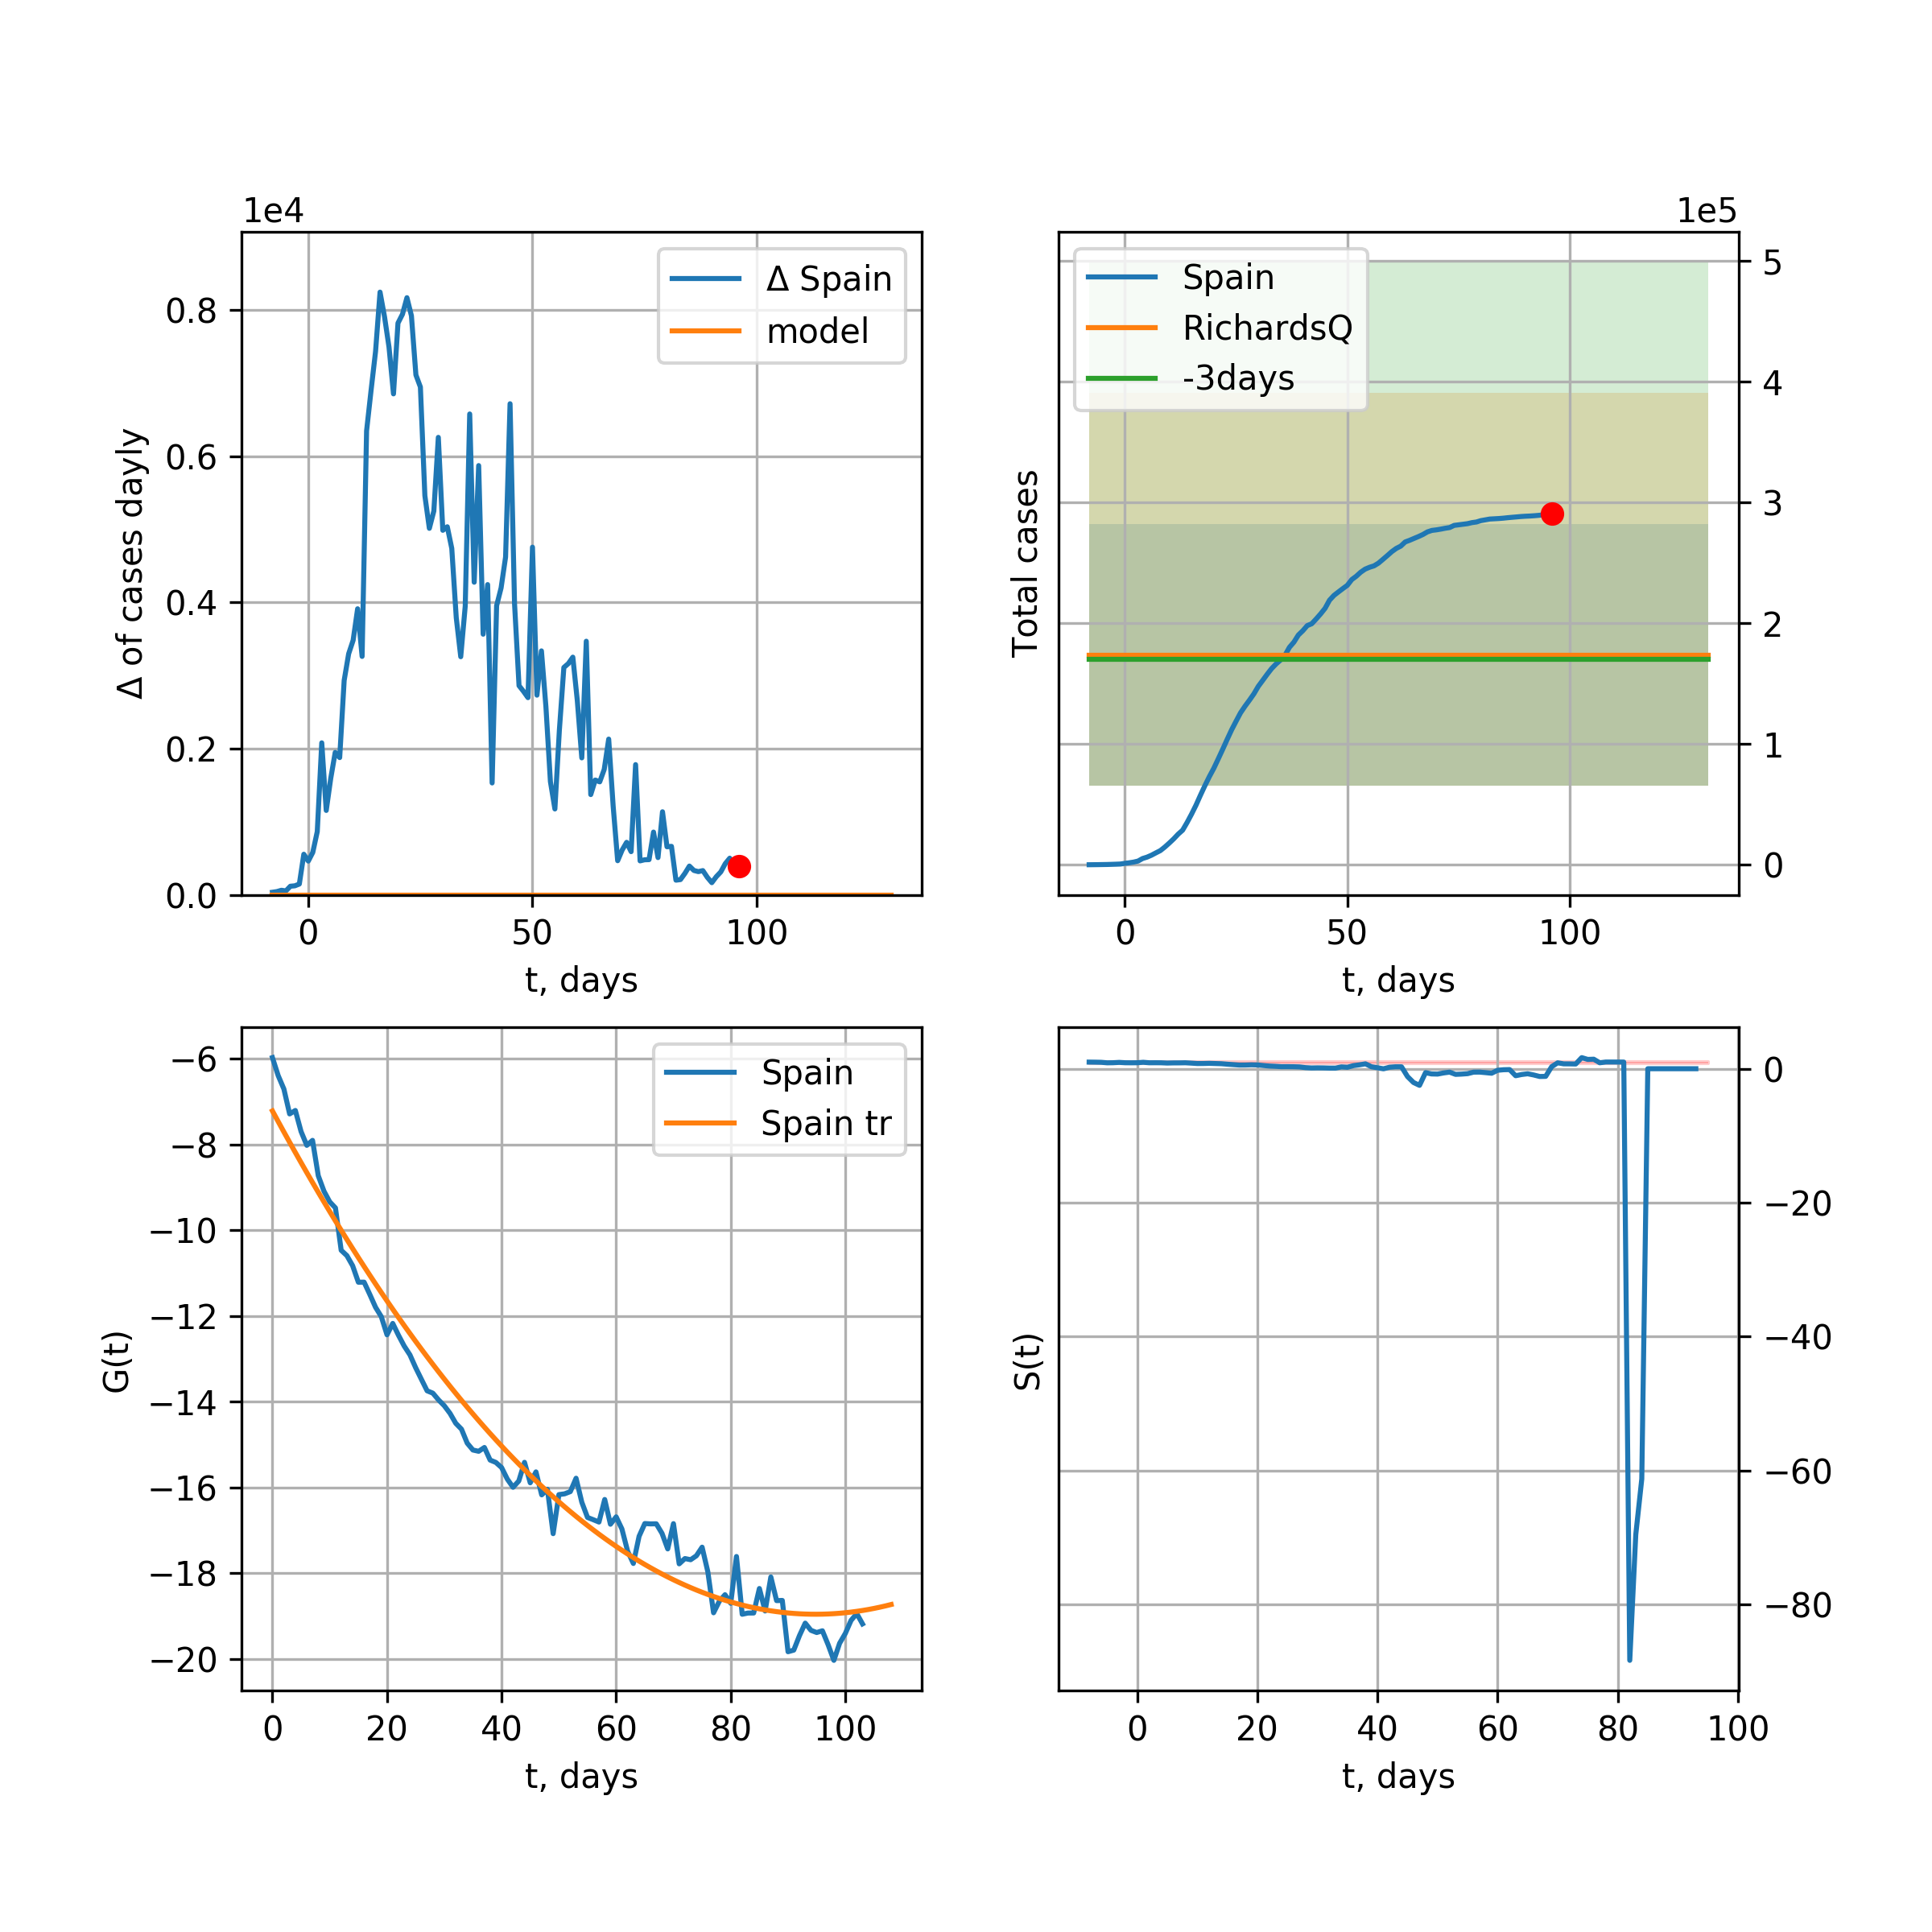 1e4
Δ of cases dayly
0.8
0.6
0.4
0.2
0.0
0 50 100
t, days
Δ Spain
model
1e5
Total cases
5
4
3
2
1
0
0 50 100
t, days
Spain
RichardsQ
-3days
G(t)
−6
−8
−10
−12
−14
−16
−18
−20
0 20 40 60 80 100
t, days
Spain
Spain tr
S(t)
0
−20
−40
−60
−80
0 20 40 60 80 100
t, days